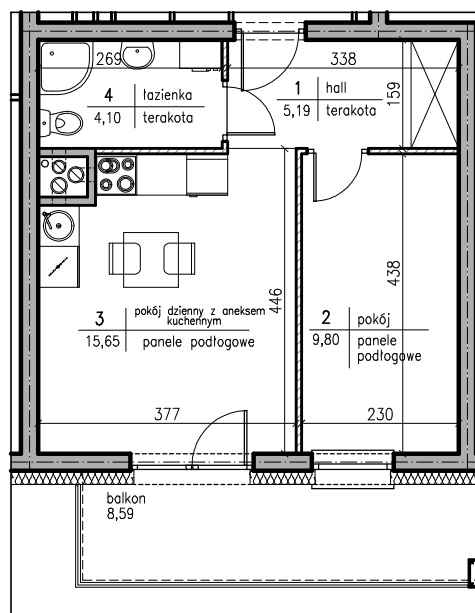 269
338
4 łazienka
4,10 terakota
1 hall
5,19 terakota
159
446
438
3 pokój dzienny z aneksem
kuchennym
15,65 panele podłogowe
2 pokój
9,80 panele
podłogowe
377
230
balkon
8,59